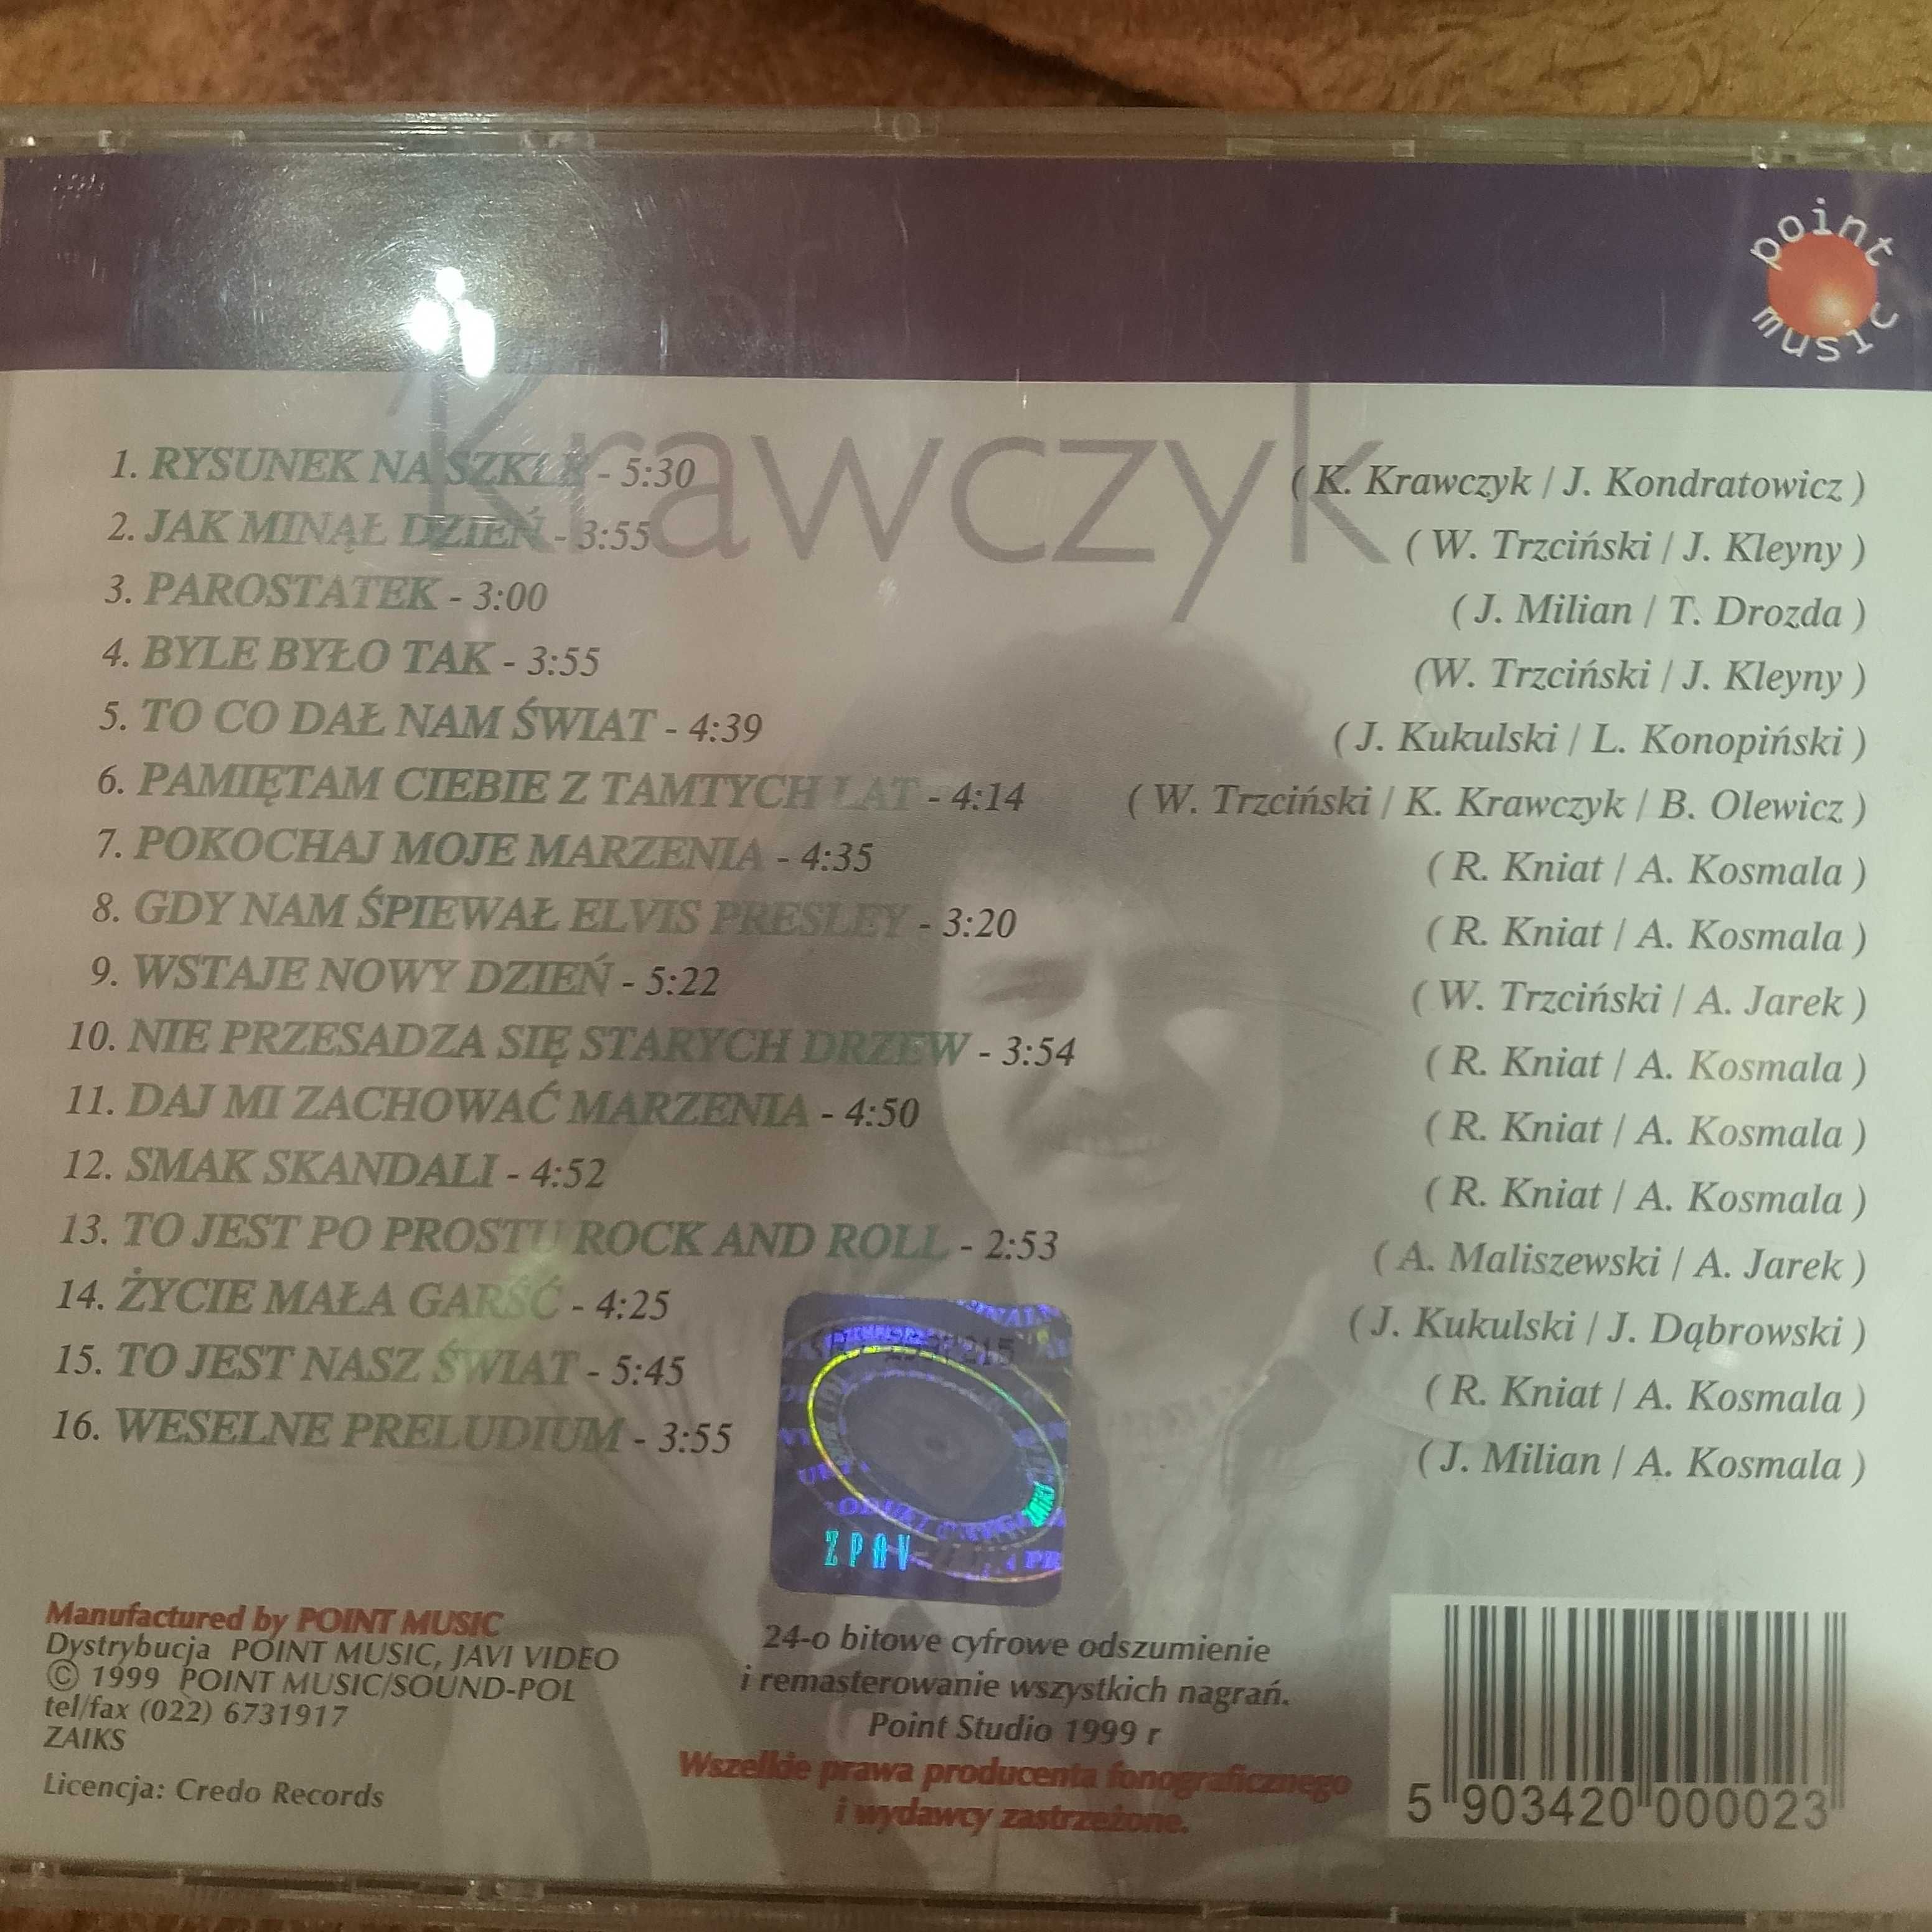 point music
Krawczyk
1. RYSUNEK NA SZKLE - 5:30 ( K. Krawczyk / J. Kondratowicz )
2. JAK MINĄŁ DZIEŃ - 3:55 ( W. Trzciński / J. Kleyny )
3. PAROSTATEK - 3:00 ( J. Milian / T. Drozda )
4. BYLE BYŁO TAK - 3:55 (W. Trzciński / J. Kleyny )
5. TO CO DAŁ NAM ŚWIAT - 4:39 ( J. Kukulski / L. Konopiński )
6. PAMIĘTAM CIEBIE Z TAMTYCH LAT - 4:14 ( W. Trzciński / K. Krawczyk / B. Olewicz )
7. POKOCHAJ MOJE MARZENIA - 4:35 ( R. Kniat / A. Kosmala )
8. GDY NAM ŚPIEWAŁ ELVIS PRESLEY - 3:20 ( R. Kniat / A. Kosmala )
9. WSTAJE NOWY DZIEŃ - 5:22 ( W. Trzciński / A. Jarek )
10. NIE PRZESADZA SIĘ STARYCH DRZEW - 3:54 ( R. Kniat / A. Kosmala )
11. DAJ MI ZACHOWAĆ MARZENIA - 4:50 ( R. Kniat / A. Kosmala )
12. SMAK SKANDALI - 4:52 ( R. Kniat / A. Kosmala )
13. TO JEST PO PROSTU ROCK AND ROLL - 2:53 ( A. Maliszewski / A. Jarek )
14. ŻYCIE MAŁA GARŚĆ - 4:25 ( J. Kukulski / J. Dąbrowski )
15. TO JEST NASZ ŚWIAT - 5:45 ( R. Kniat / A. Kosmala )
16. WESELNE PRELUDIUM - 3:55 ( J. Milian / A. Kosmala )
ZPAV
Manufactured by POINT MUSIC
Dystrybucja POINT MUSIC, JAVI VIDEO
© 1999 POINT MUSIC/SOUND-POL
tel/fax (022) 6731917
ZAIKS
Licencja: Credo Records
24-o bitowe cyfrowe odszumienie
i remasterowanie wszystkich nagrań.
Point Studio 1999 r
Wszelkie prawa producenta fonograficznego
i wydawcy zastrzeżone.
5 903420 000023